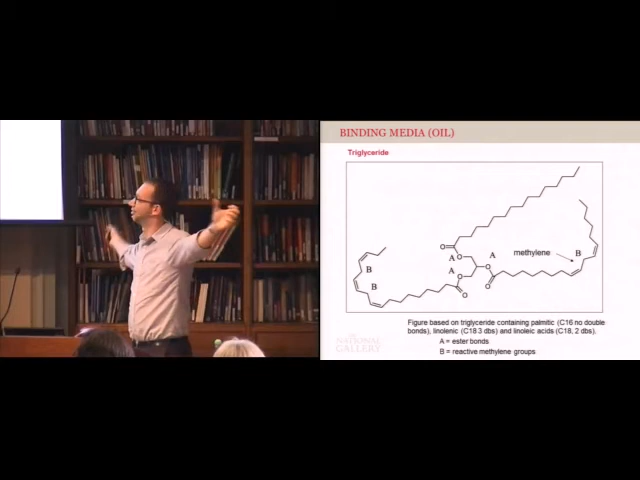 BINDING MEDIA (OIL)
Triglyceride
O
A
A
O
A
O
O
O
O
methylene
B
B
B
Figure based on triglyceride containing palmitic (C16 no double
bonds), linolenic (C18 3 dbs) and linoleic acids (C18, 2 dbs).
A = ester bonds
B = reactive methylene groups
THE NATIONAL
GALLERY